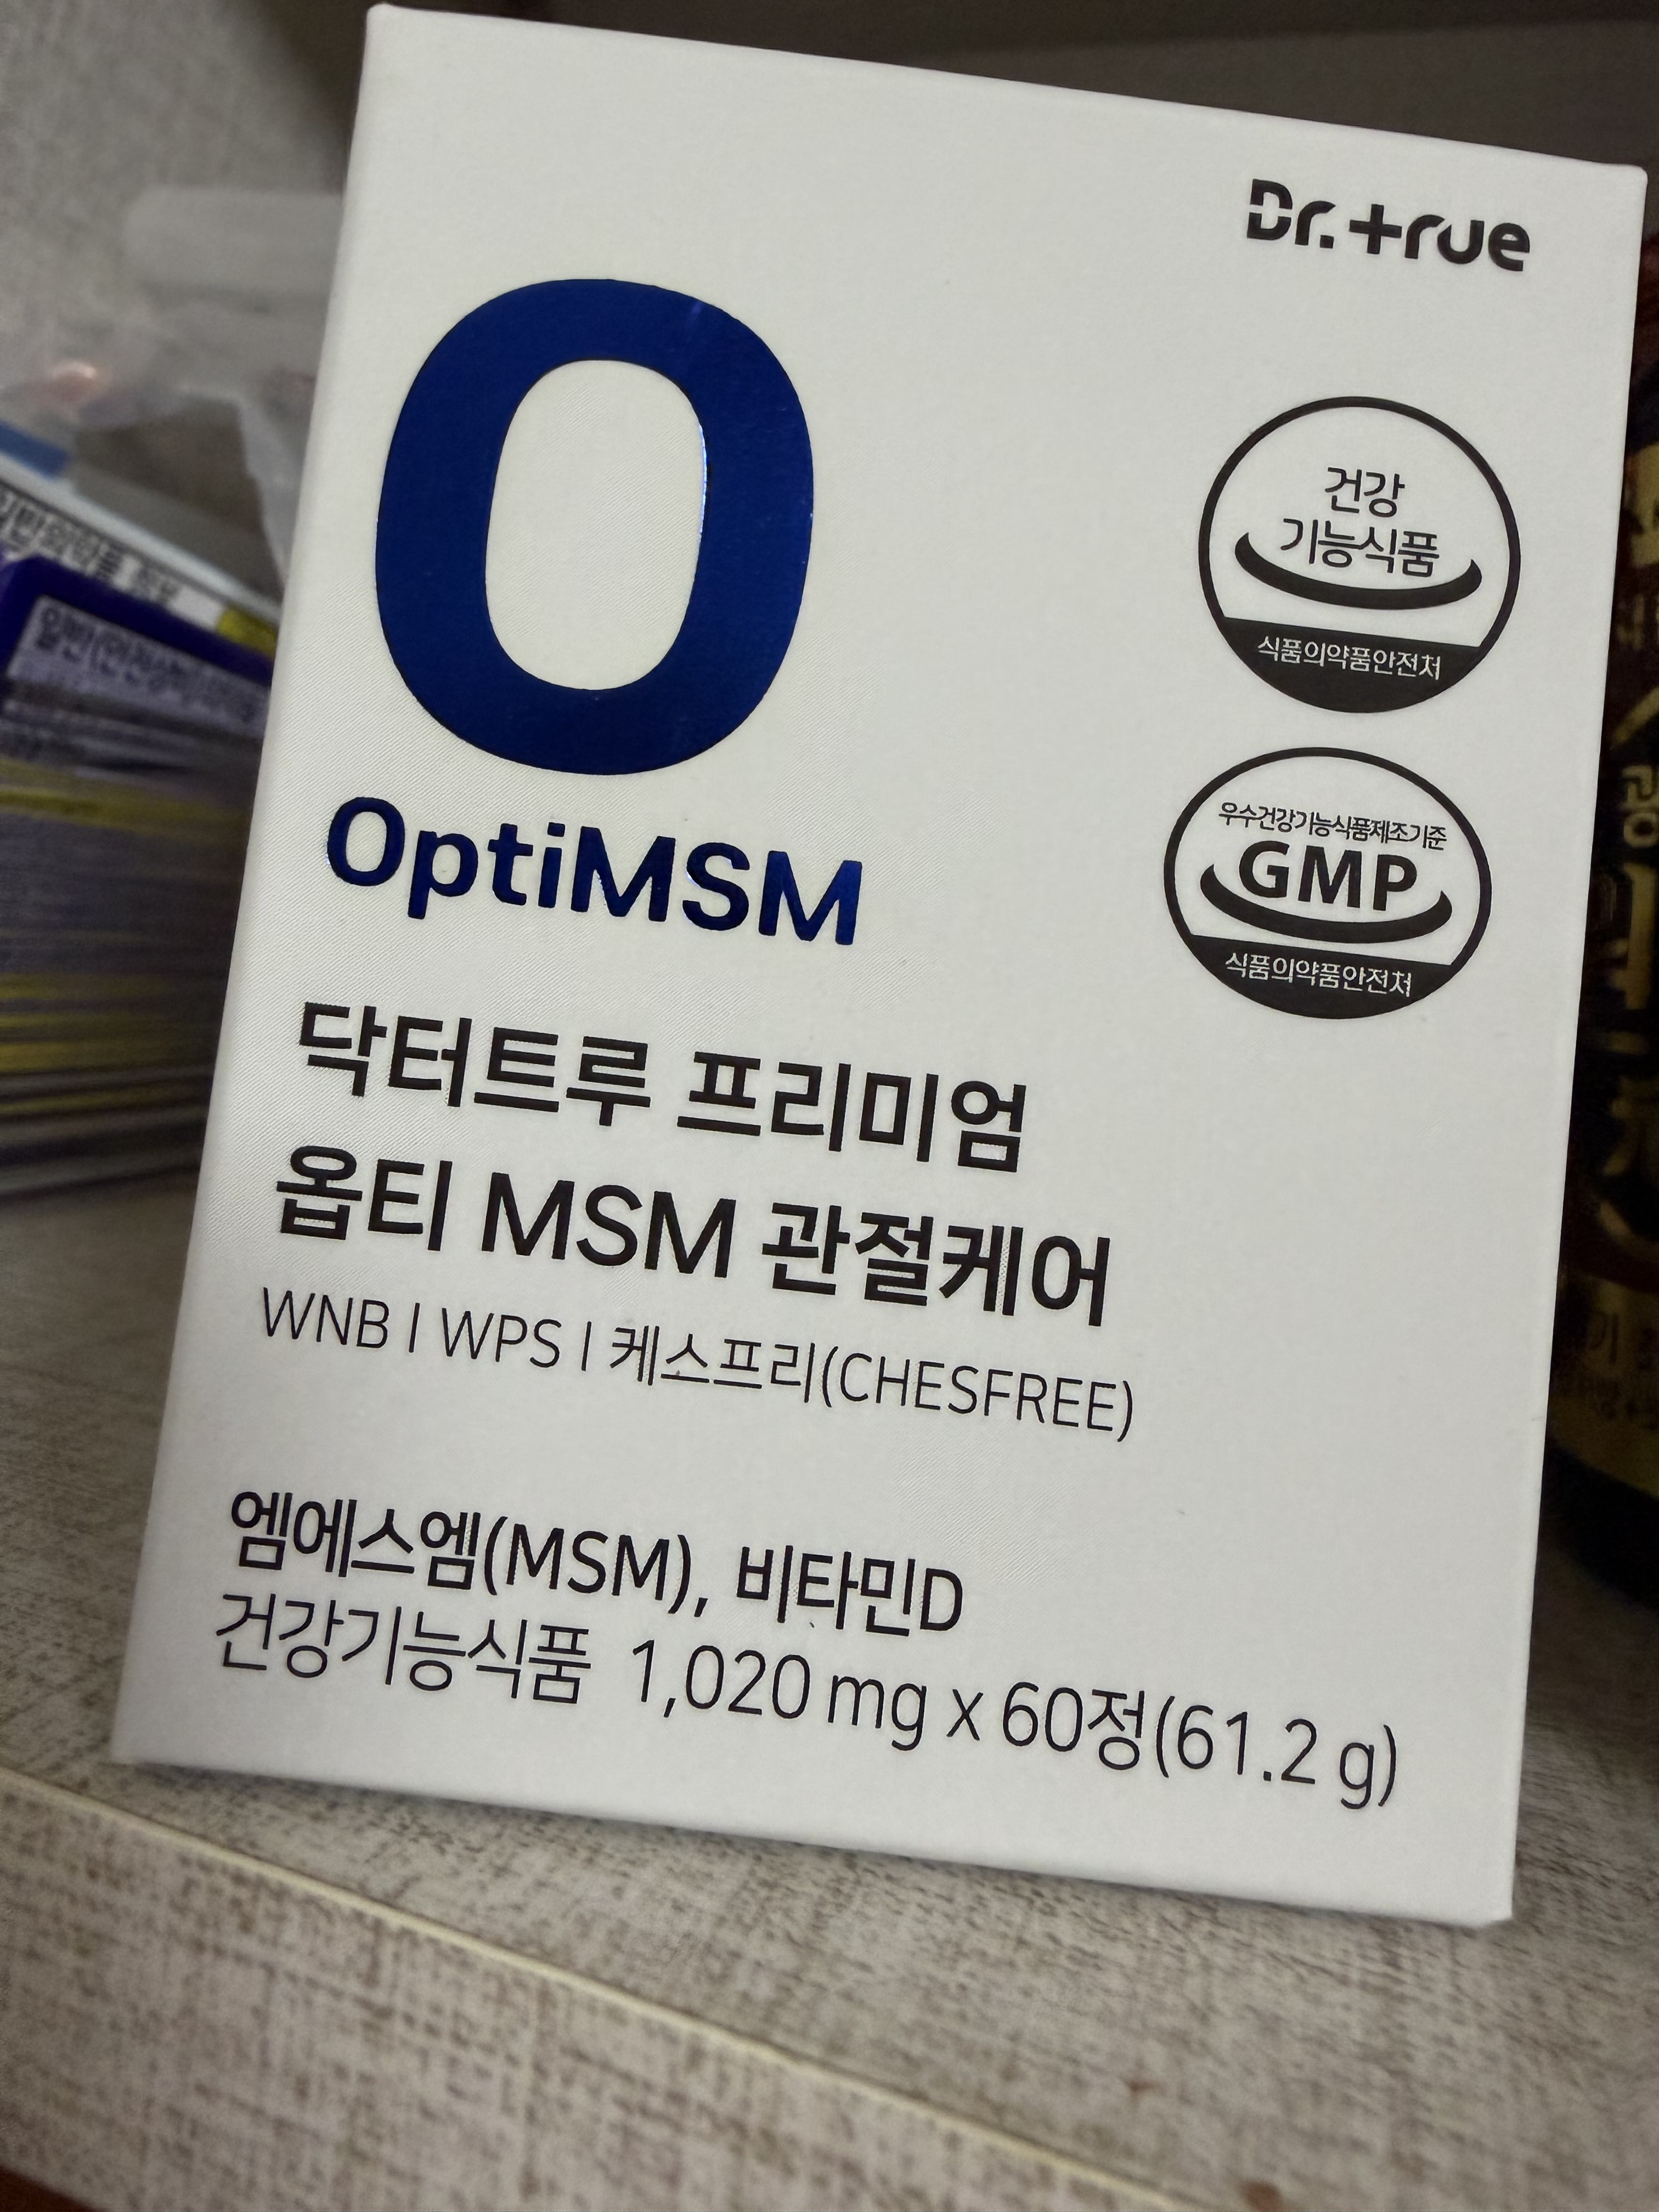 Dr.true
O
OptiMSM
건강
기능식품
식품의약품안전처
우수건강기능식품제조기준
GMP
식품의약품안전처
닥터트루 프리미엄
옵티 MSM 관절케어
WNB I WPS I 케스프리(CHESFREE)
엠에스엠(MSM), 비타민D
건강기능식품 1,020 mg x 60정(61.2 g)